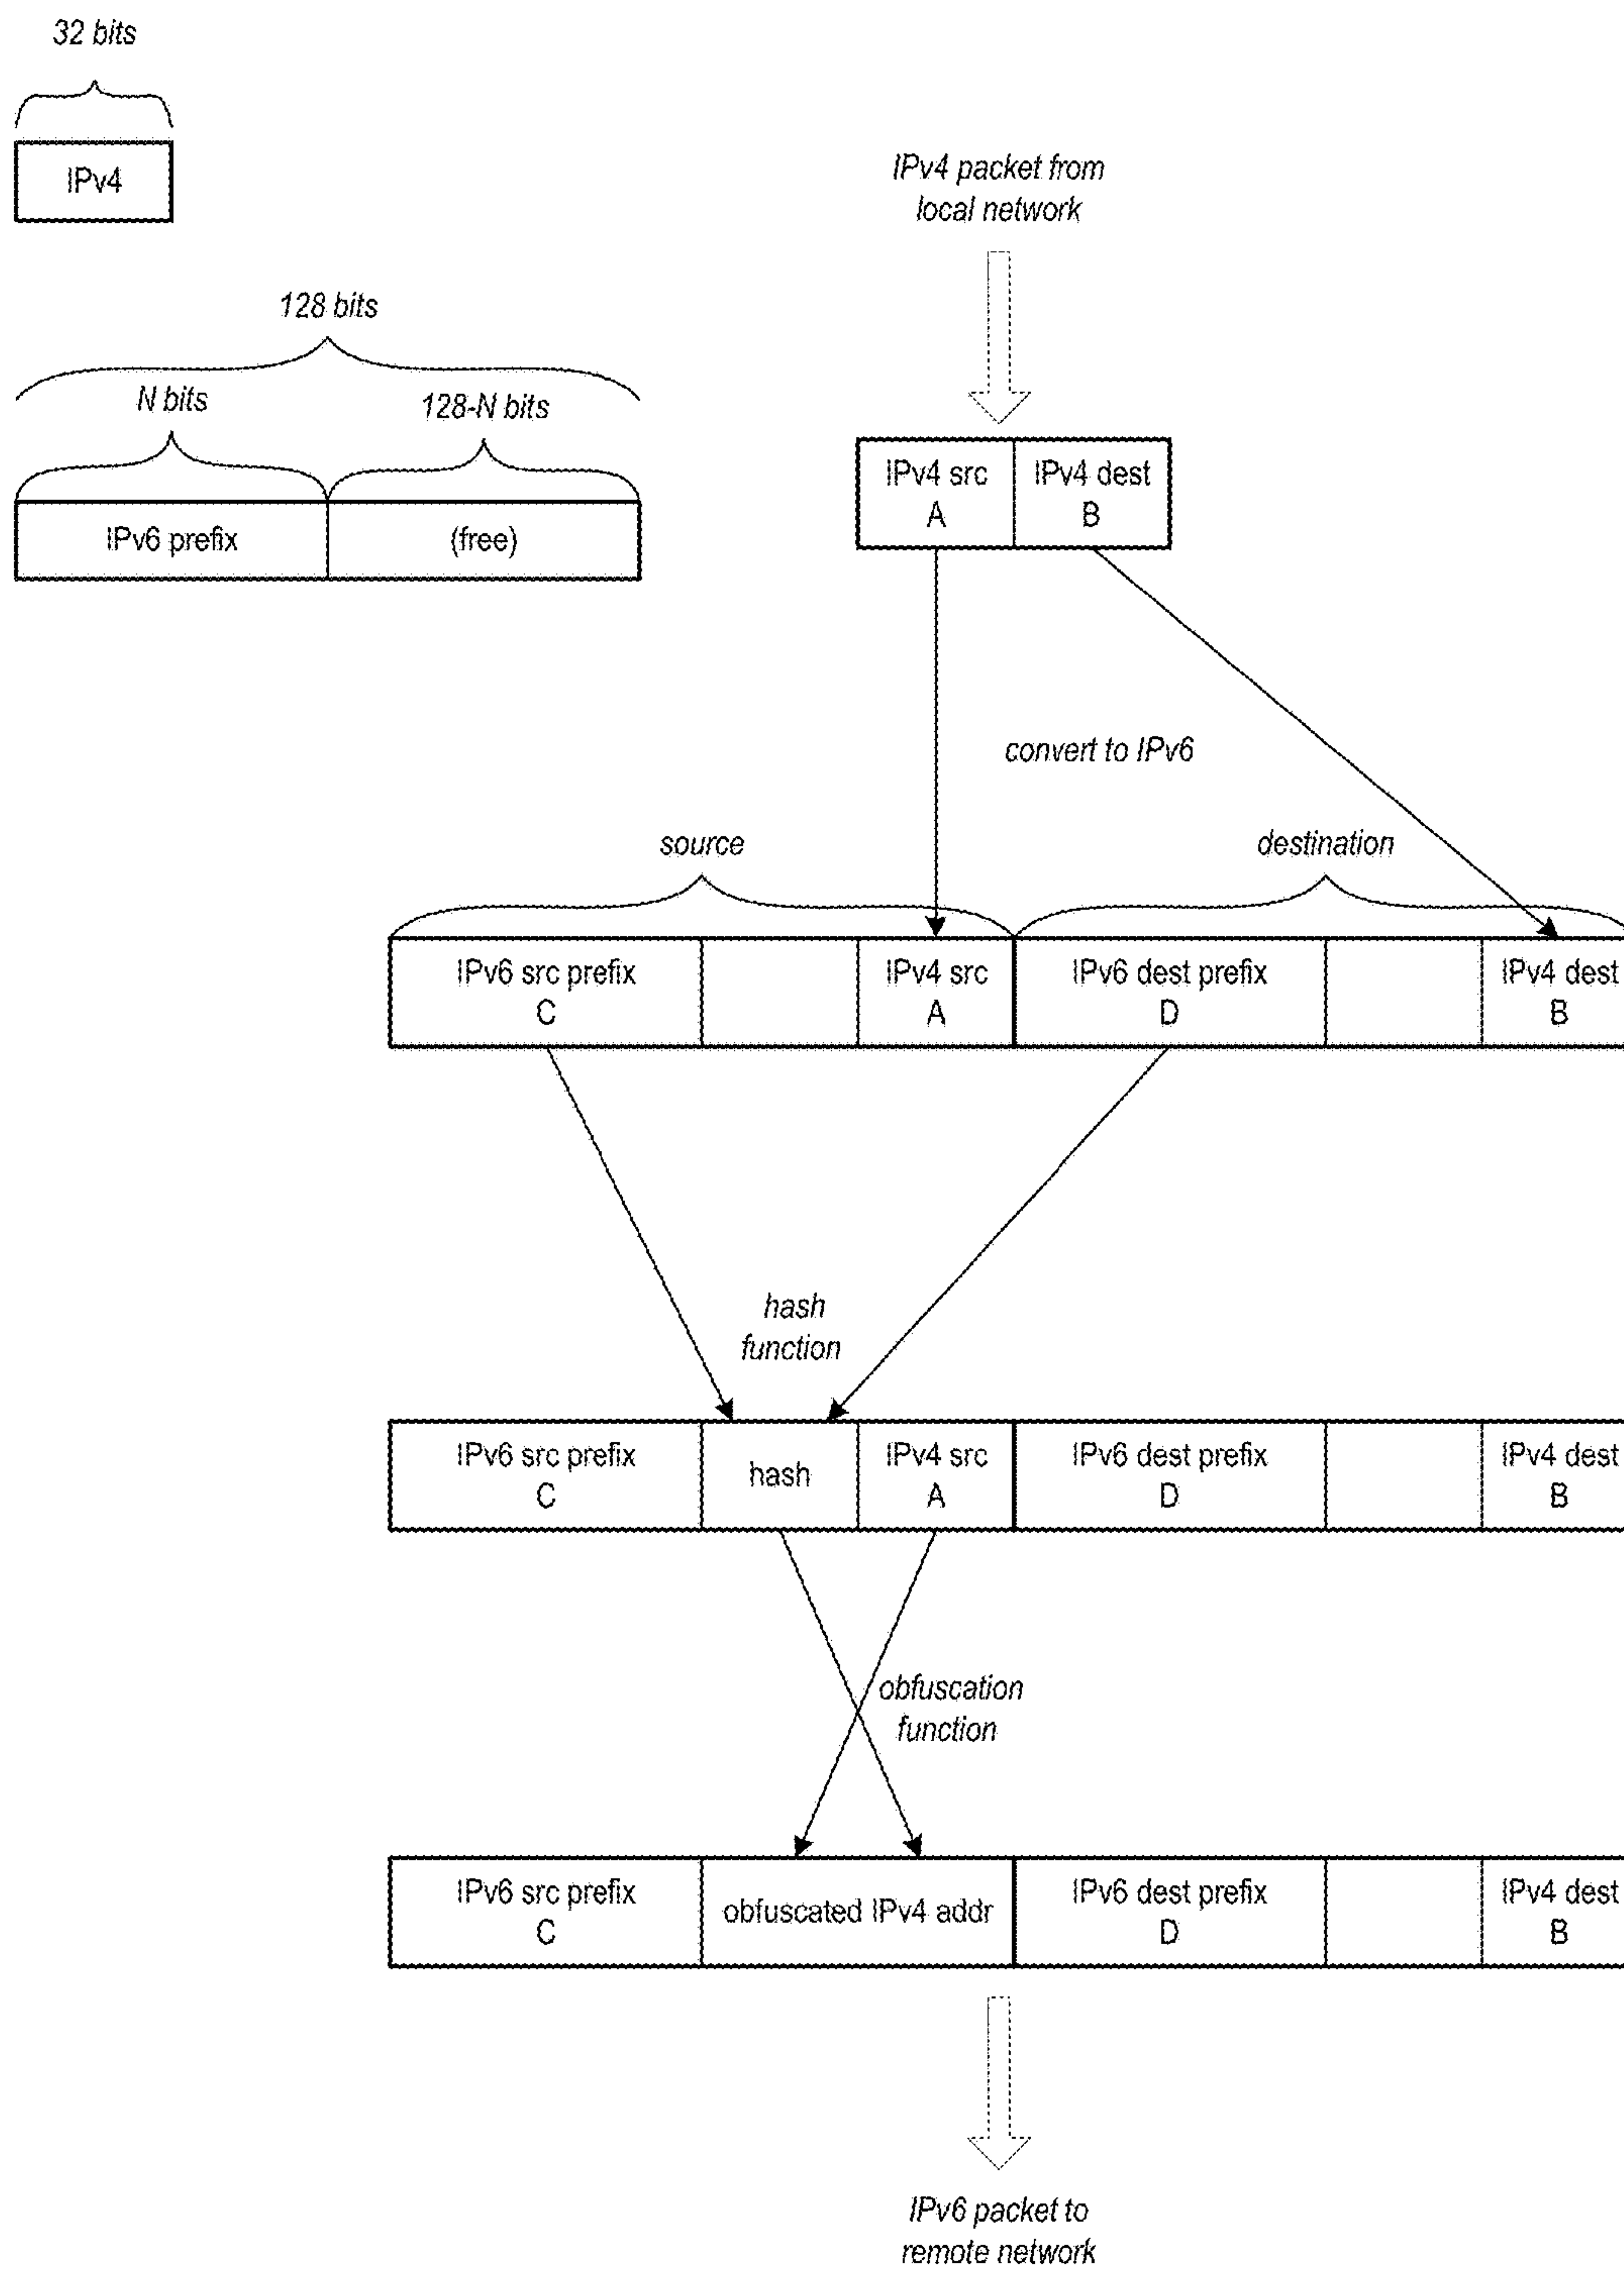 32 bits
IPv4
IPv4 packet from
local network
128 bits
N bits
128-N bits
IPv6 prefix
(free)
IPv4 src
A
IPv4 dest
B
convert to IPv6
source
destination
IPv6 src prefix
C
IPv4 src
A
IPv6 dest prefix
D
IPv4 dest
B
hash
function
IPv6 src prefix
C
hash
IPv4 src
A
IPv6 dest prefix
D
IPv4 dest
B
obfuscation
function
IPv6 src prefix
C
obfuscated IPv4 addr
IPv6 dest prefix
D
IPv4 dest
B
IPv6 packet to
remote network